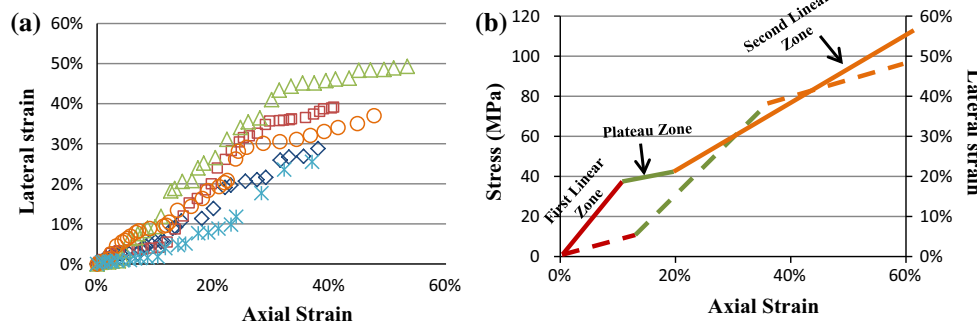 (a)
60%
50%
40%
30%
20%
10%
0%
Lateral strain
0%
20%
40%
60%
Axial Strain
(b)
120
100
80
60
40
20
0
Stress (MPa)
First Linear
Zone
Plateau Zone
Second Linear
Zone
60%
50%
40%
30%
20%
10%
0%
Lateral strain
0%
20%
40%
60%
Axial Strain